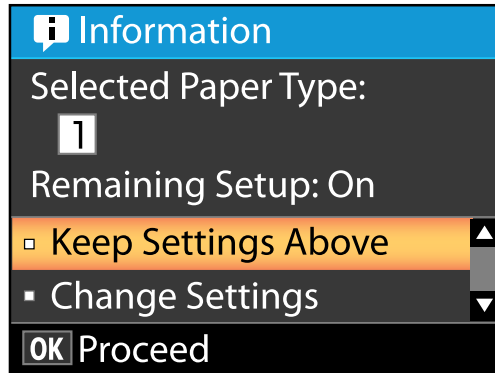 Information
Selected Paper Type:
1
Remaining Setup: On
Keep Settings Above
Change Settings
OK Proceed